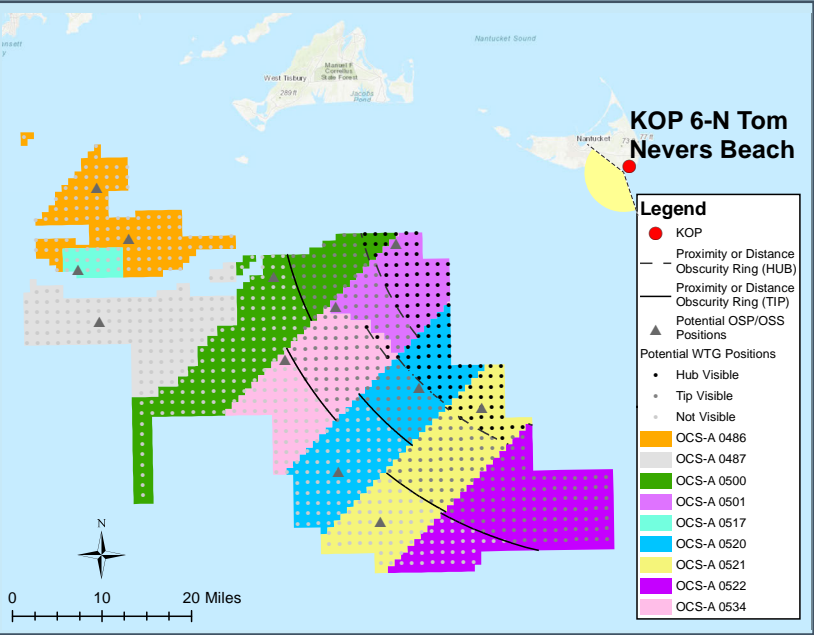 Nantucket Sound
West Tisbury
289 ft
Manuel F.
Correllus
State Forest
Jacobs
Pond
Nantucket
KOP 6-N Tom
Nevers Beach
Legend
KOP
Proximity or Distance
Obscurity Ring (HUB)
Proximity or Distance
Obscurity Ring (TIP)
Potential OSP/OSS
Positions
Potential WTG Positions
Hub Visible
Tip Visible
Not Visible
OCS-A 0486
OCS-A 0487
OCS-A 0500
OCS-A 0501
OCS-A 0517
OCS-A 0520
OCS-A 0521
OCS-A 0522
OCS-A 0534
N
0 10 20 Miles